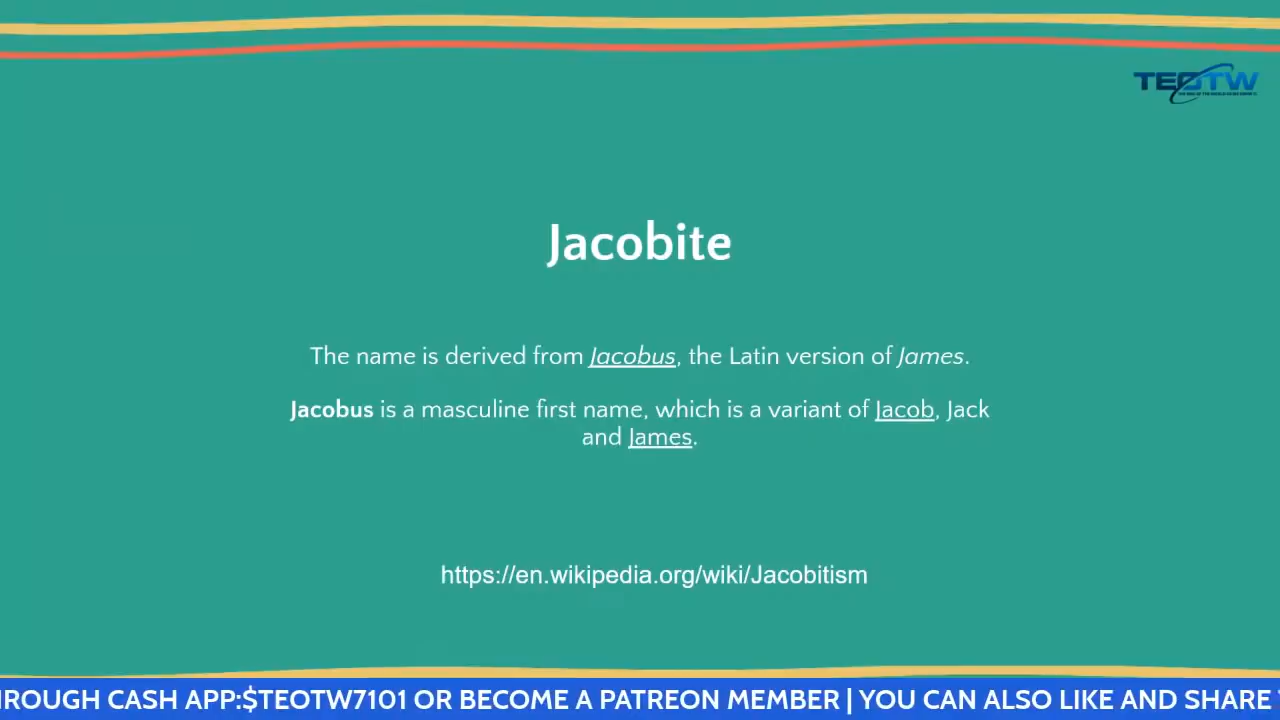 TEOTW
Jacobite
The name is derived from Jacobus, the Latin version of James.
Jacobus is a masculine first name, which is a variant of Jacob, Jack
and James.
https://en.wikipedia.org/wiki/Jacobitism
HROUGH CASH APP:$TEOTW7101 OR BECOME A PATREON MEMBER | YOU CAN ALSO LIKE AND SHARE